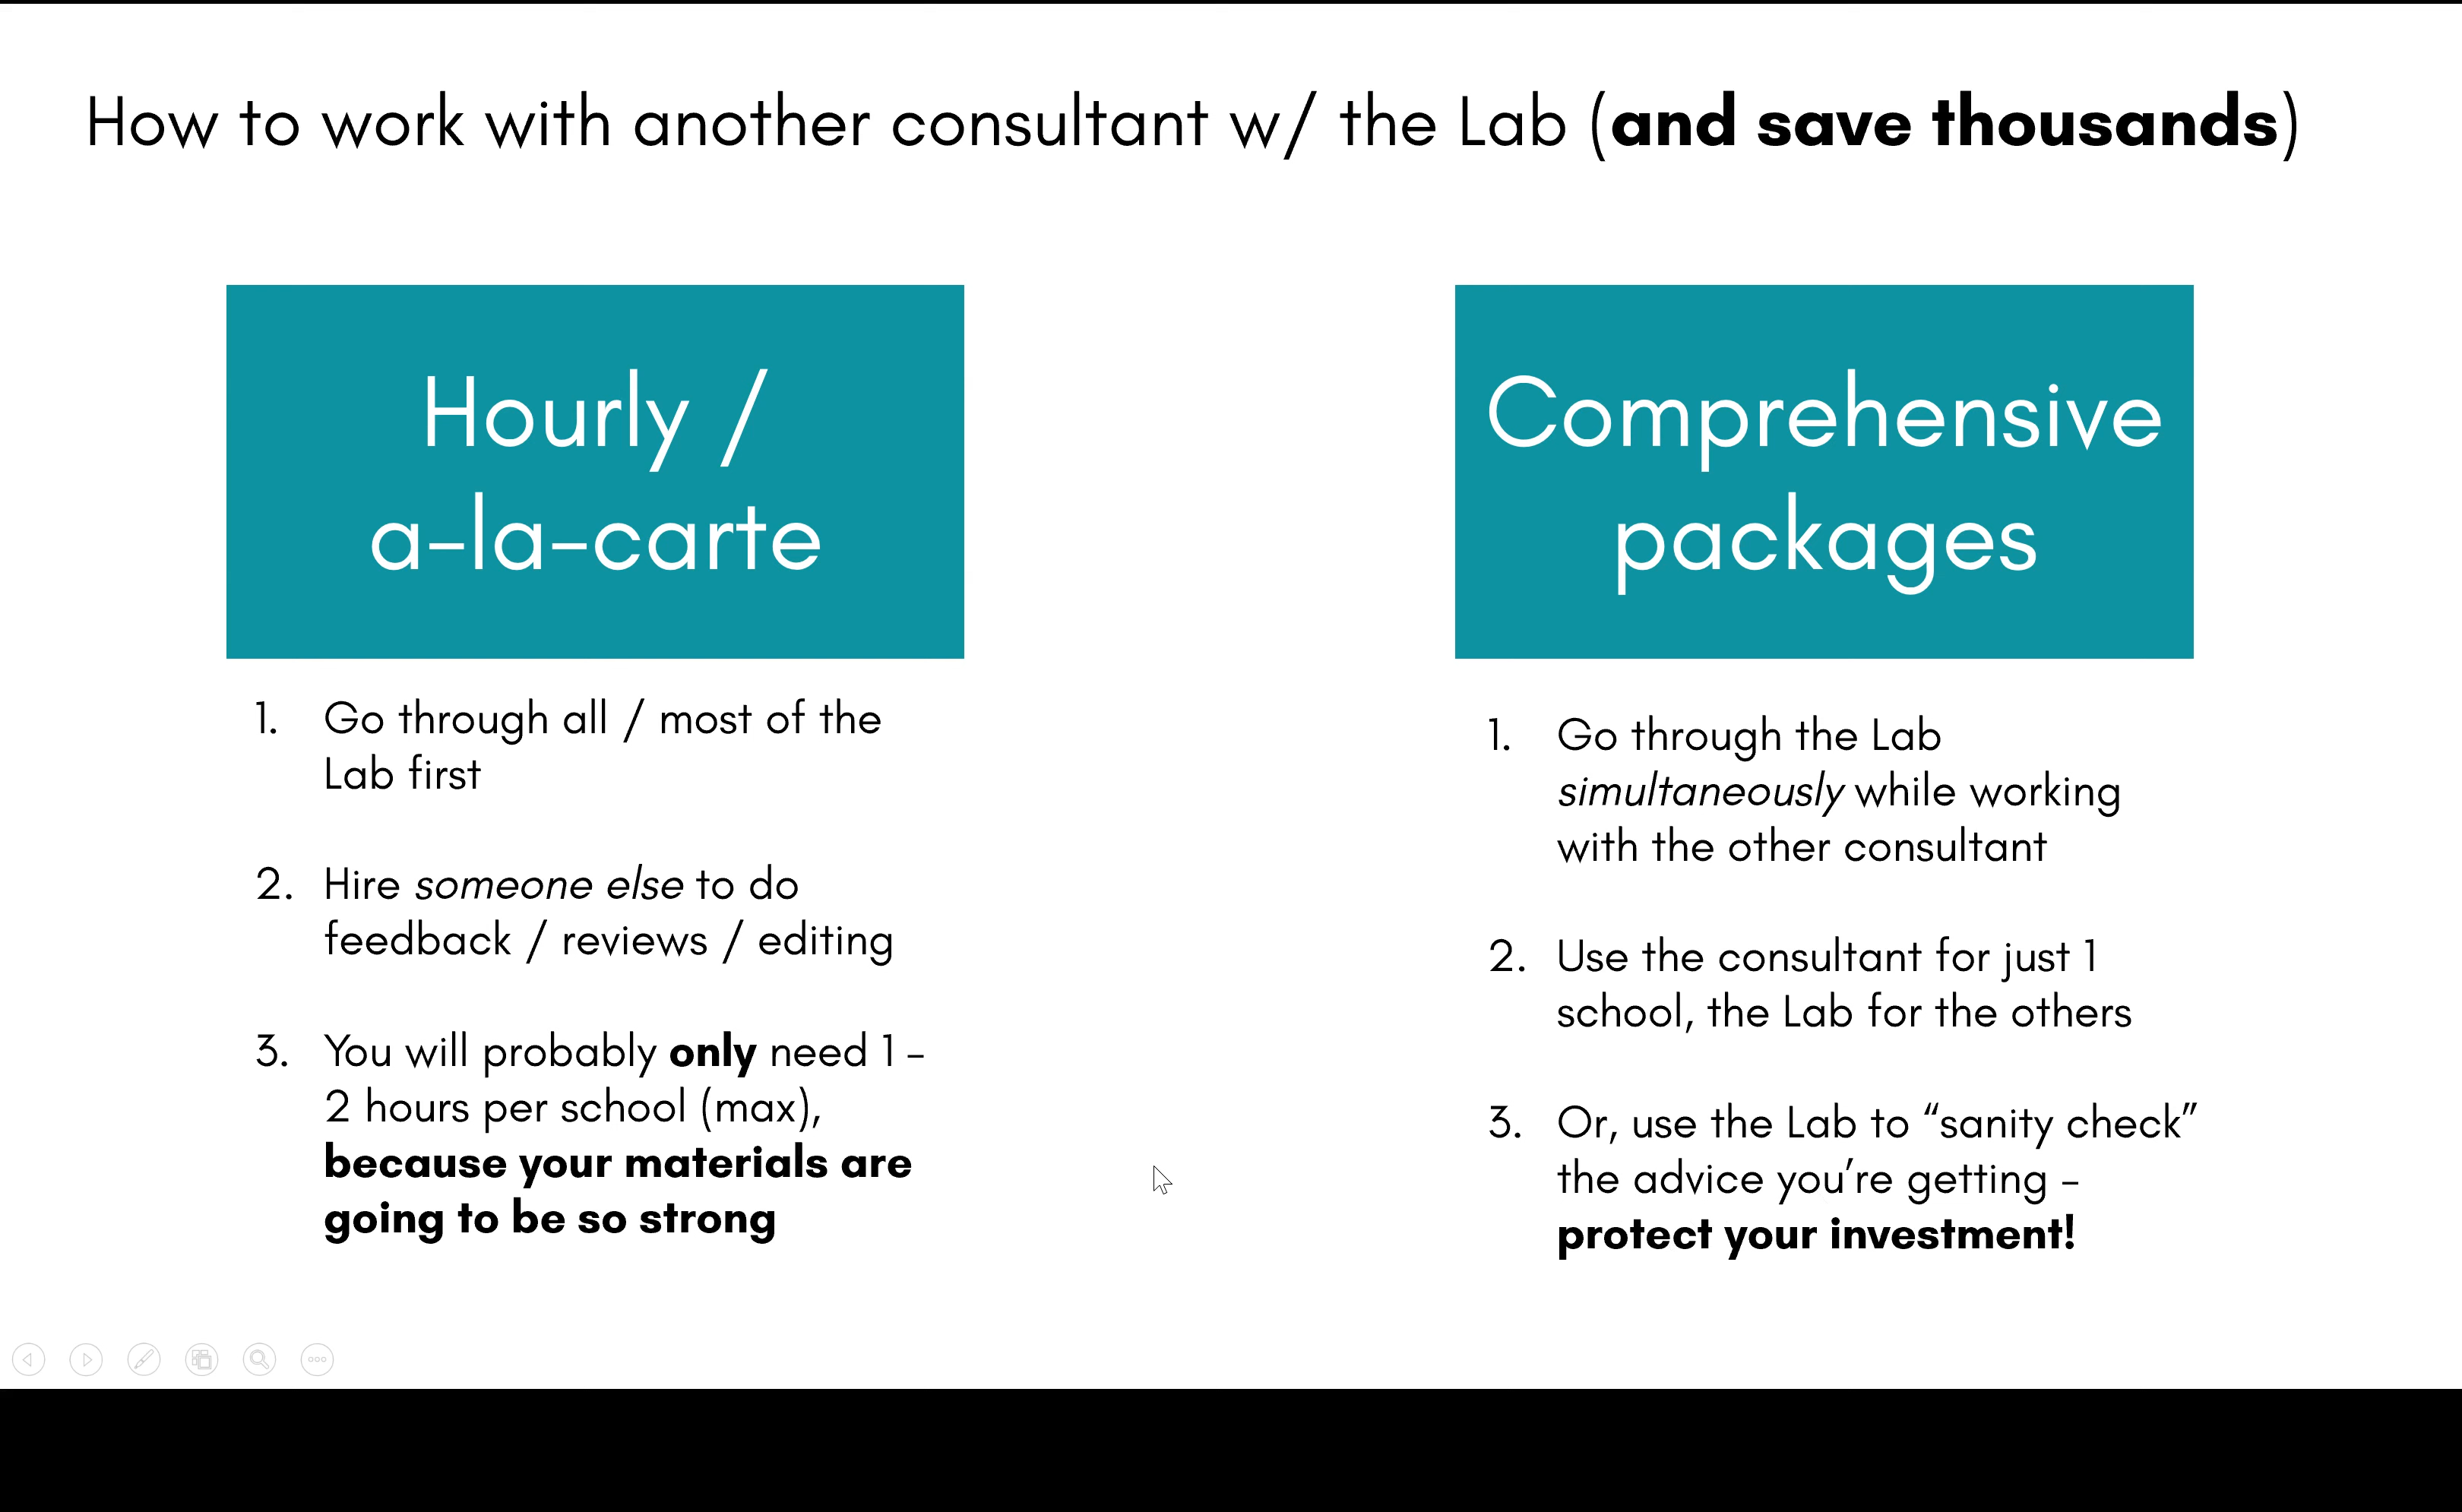 How to work with another consultant w/ the Lab (and save thousands)
Hourly /
a-la-carte
1. Go through all / most of the
Lab first
2. Hire someone else to do
feedback / reviews / editing
3. You will probably only need 1 –
2 hours per school (max),
because your materials are
going to be so strong
Comprehensive
packages
1. Go through the Lab
simultaneously while working
with the other consultant
2. Use the consultant for just 1
school, the Lab for the others
3. Or, use the Lab to “sanity check”
the advice you’re getting –
protect your investment!